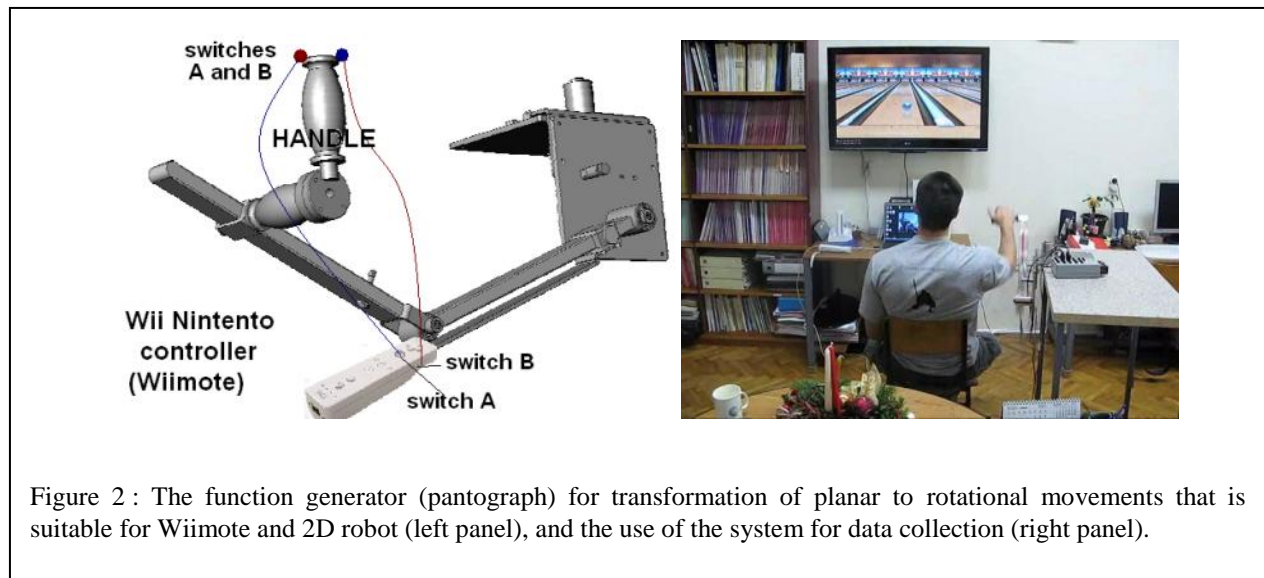 switches
A and B
HANDLE
Wii Nintento
controller
(Wiimote)
switch B
switch A
Figure 2 : The function generator (pantograph) for transformation of planar to rotational movements that is
suitable for Wiimote and 2D robot (left panel), and the use of the system for data collection (right panel).